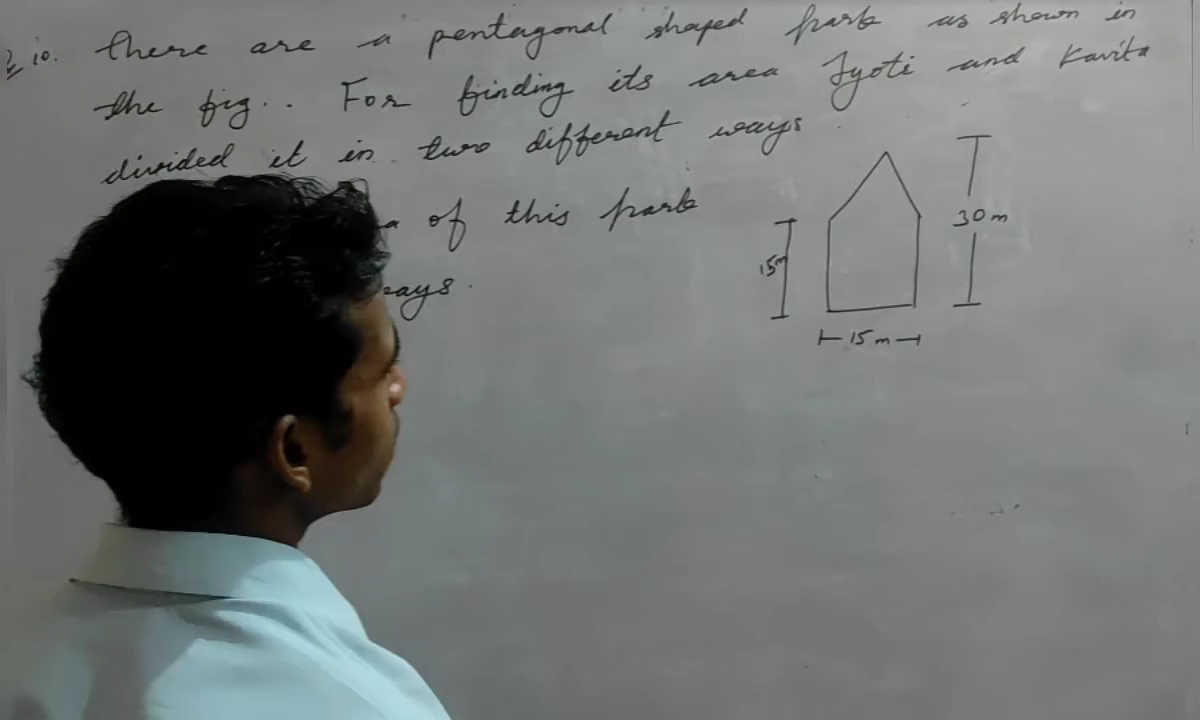 Q 10. there are a pentagonal shaped park as shown in
the fig.. For finding its area Jyoti and Kavita
divided it in two different ways
of this park
ways.
30m
15m
15m